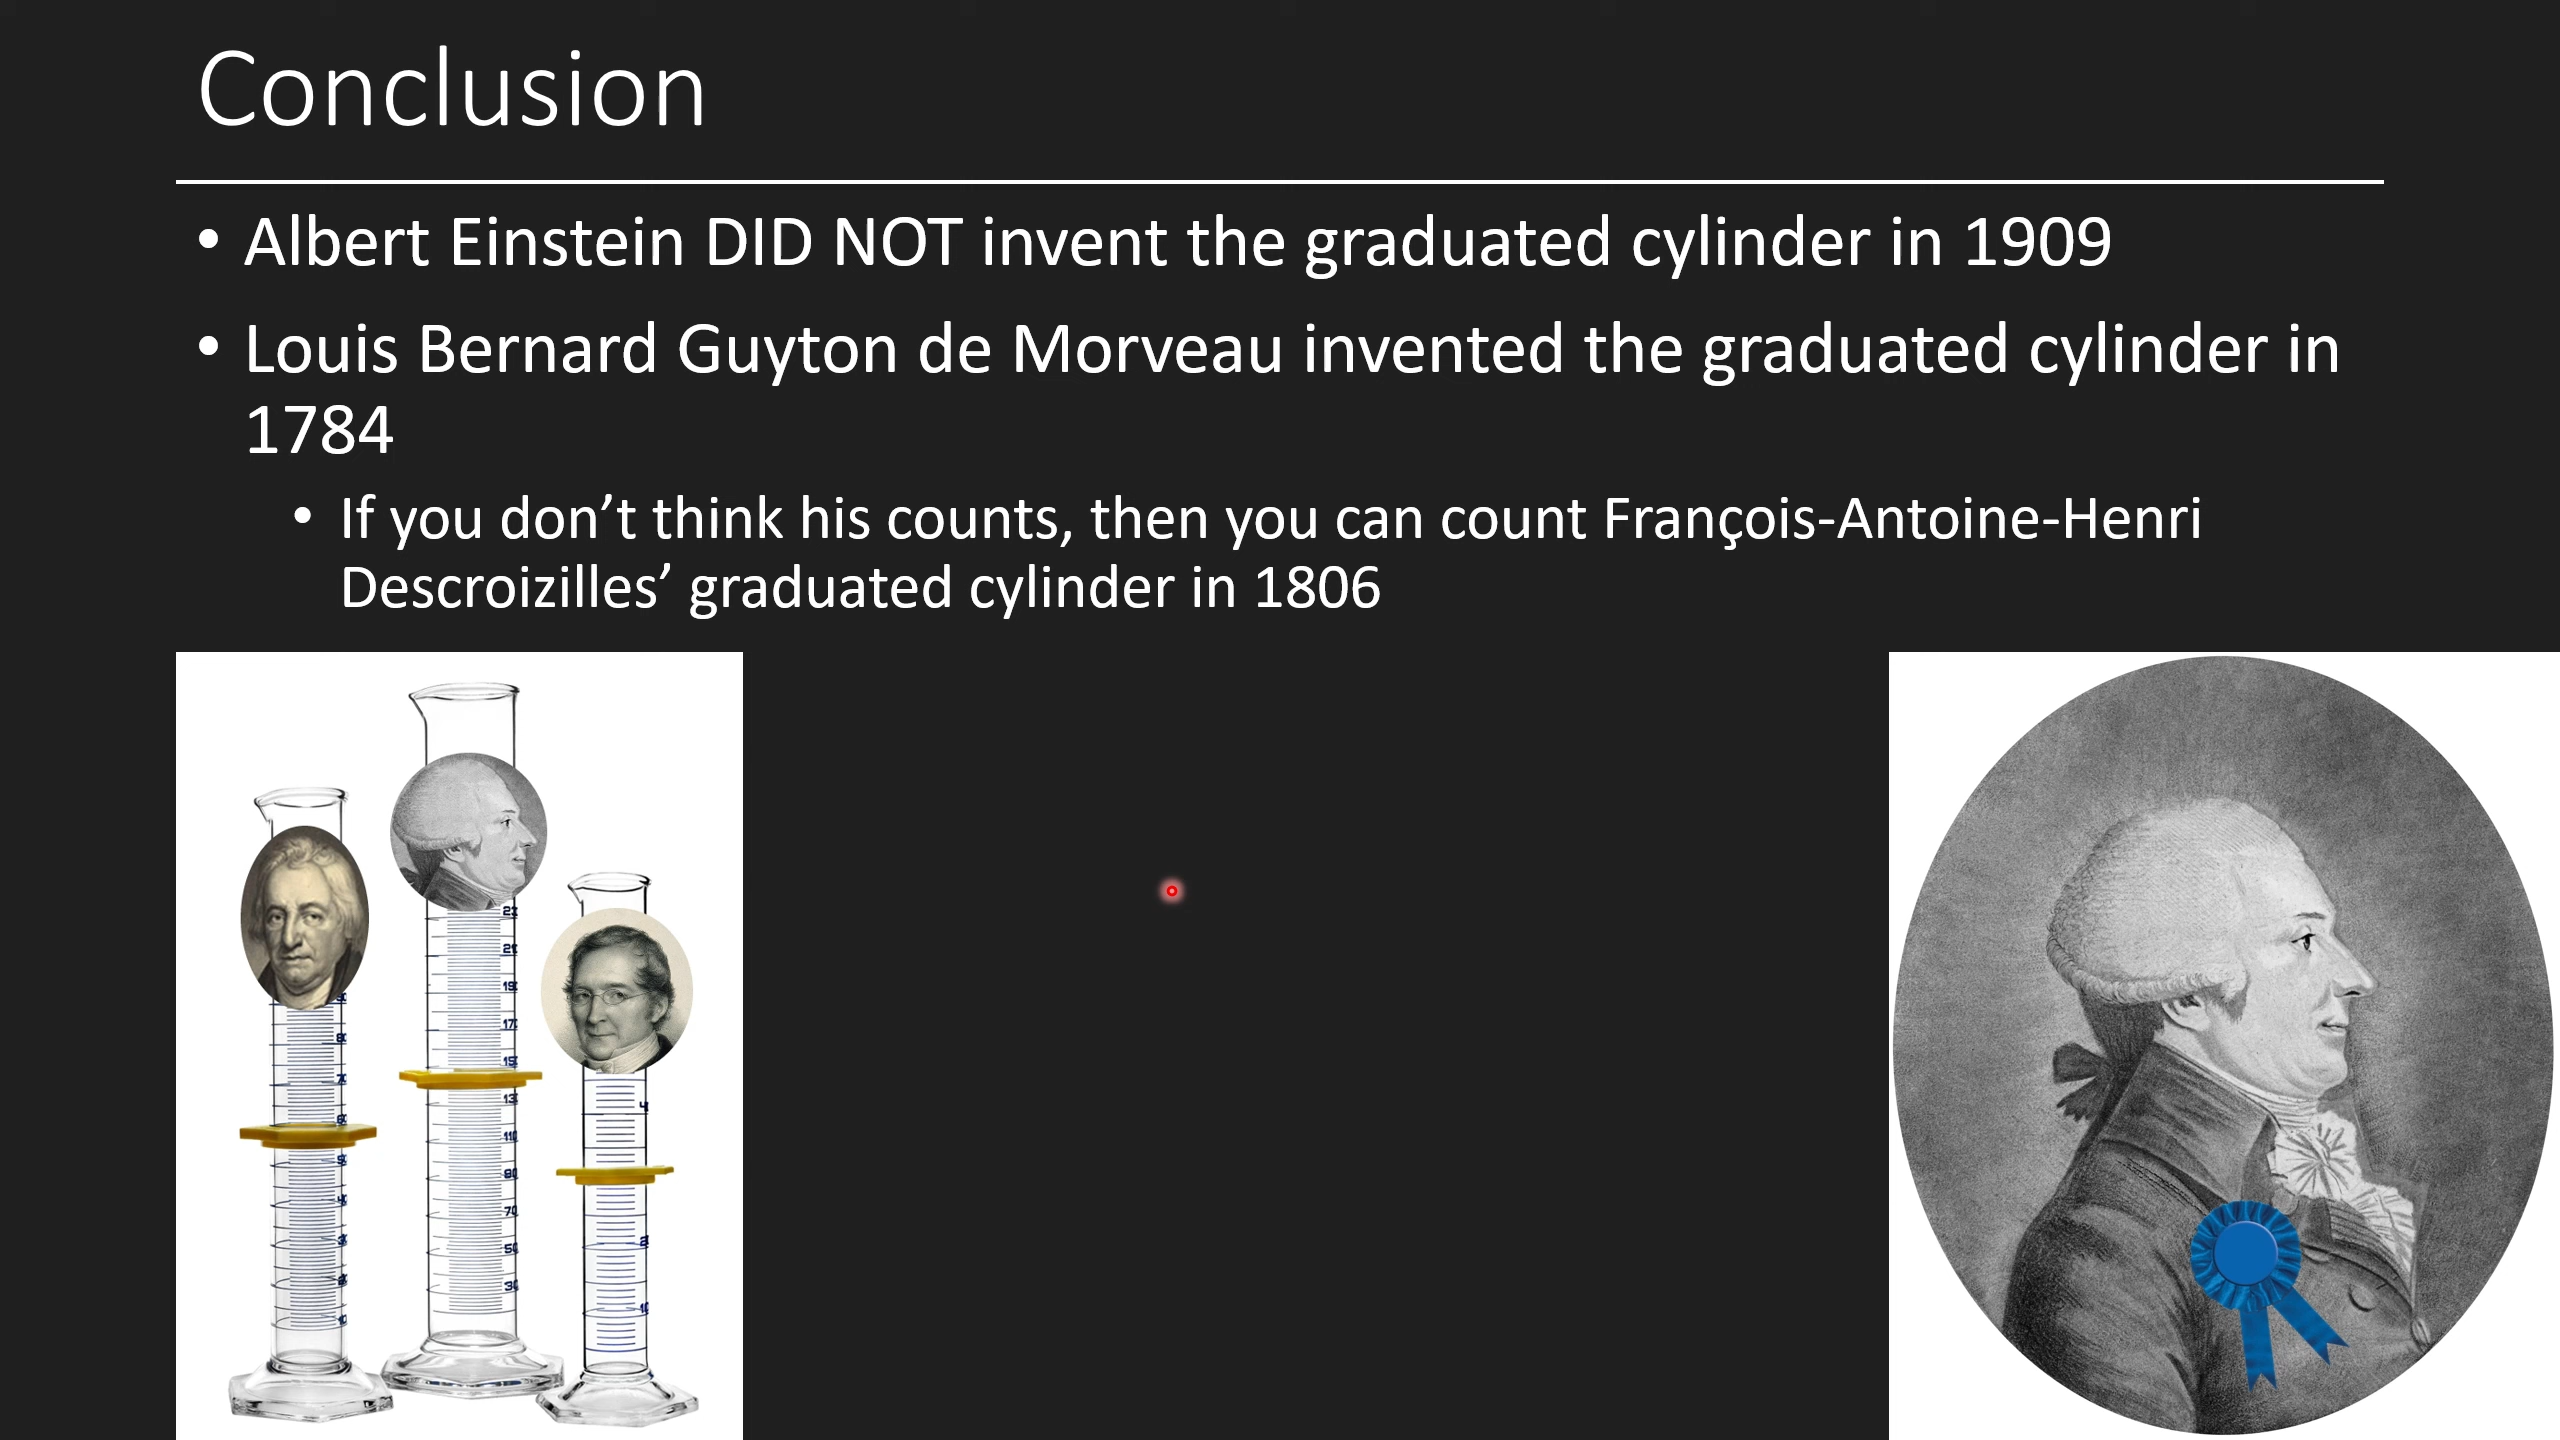 Conclusion
• Albert Einstein DID NOT invent the graduated cylinder in 1909
• Louis Bernard Guyton de Morveau invented the graduated cylinder in
1784
• If you don’t think his counts, then you can count François-Antoine-Henri
Descroizilles’ graduated cylinder in 1806